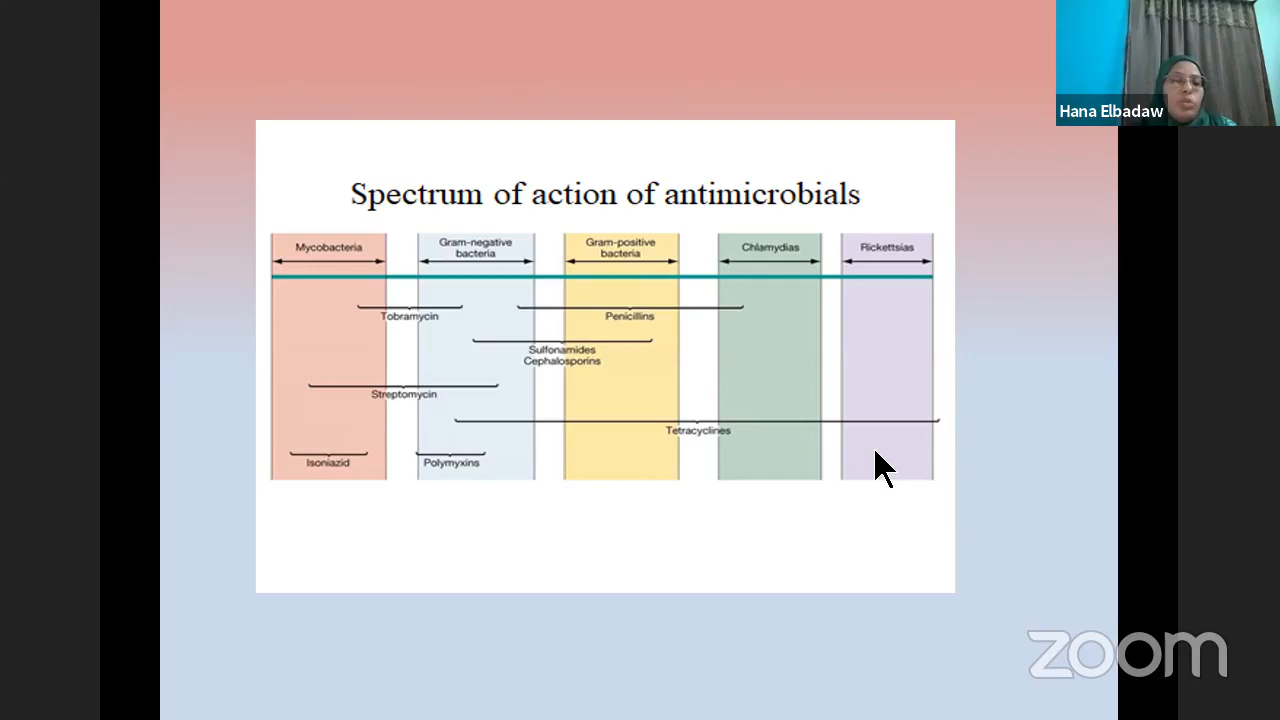 Hana Elbadaw
Spectrum of action of antimicrobials
Mycobacteria
Gram-negative
bacteria
Gram-positive
bacteria
Chlamydias
Rickettsias
Tobramycin
Penicillins
Sulfonamides
Cephalosporins
Streptomycin
Tetracyclines
Isoniazid
Polymyxins
zoom